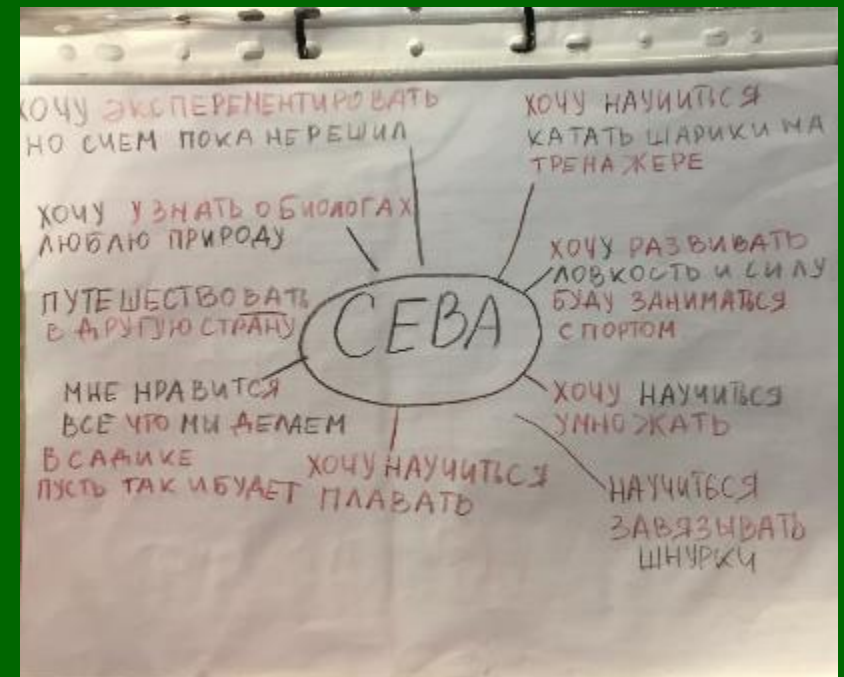 ХОЧУ ЭКСПЕРЕМЕНТИРОВАТЬ
НО СЧЕМ ПОКА НЕРЕШИЛ
ХОЧУ УЗНАТЬ О БИОЛОГАХ
ЛЮБЛЮ ПРИРОДУ
ПУТЕШЕСТВОВАТЬ
В ДРУГУЮ СТРАНУ
МНЕ НРАВИТСЯ
ВСЕ ЧТО МЫ ДЕЛАЕМ
В САДИКЕ
ПУСТЬ ТАК И БУДЕТ
СЕВА
ХОЧУ НАУЧИТЬСЯ
ПЛАВАТЬ
ХОЧУ НАУЧИТЬСЯ
КАТАТЬ ШАРИКИ НА
ТРЕНАЖЕРЕ
ХОЧУ РАЗВИВАТЬ
ЛОВКОСТЬ И СИЛУ
БУДУ ЗАНИМАТЬСЯ
СПОРТОМ
ХОЧУ НАУЧИТЬСЯ
УМНОЖАТЬ
НАУЧИТЬСЯ
ЗАВЯЗЫВАТЬ
ШНУРКИ